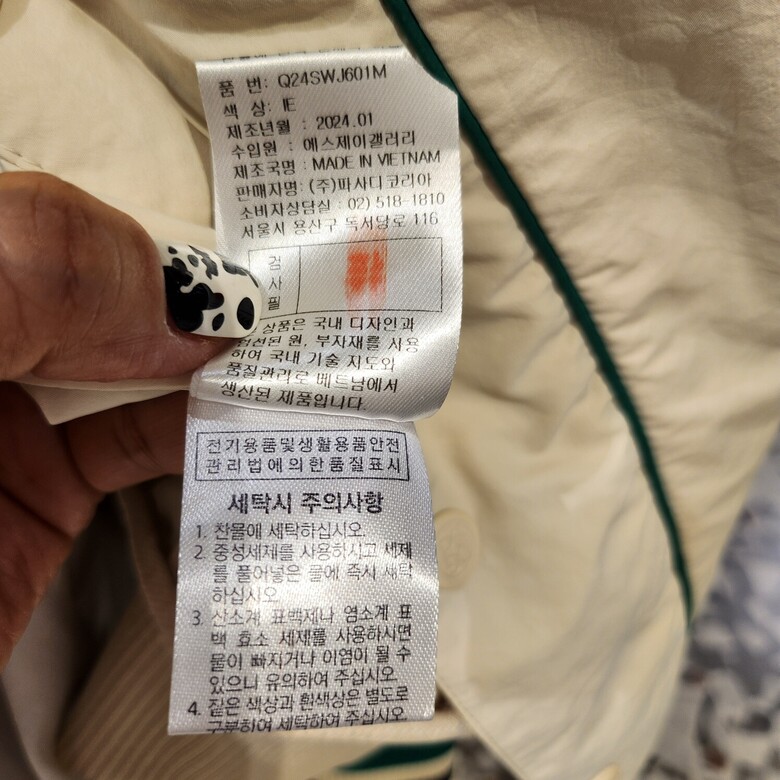 품 번: Q24SWJ601M
색 상: IE
제조년월 : 2024.01
수입원 : 에스제이갤러리
제조국명 : MADE IN VIETNAM
판매자명: (주)파사디코리아
소비자상담실 : 02) 518-1810
서울시 용산구 독서당로 116
검
사
필
상품은 국내 디자인과
원, 부자재를 사용
하여 국내 기술 지도와
품질관리로 베트남에서
생산된 제품입니다.
전기용품및생활용품안전
관리법에의한품질표시
세탁시 주의사항
1. 찬물에 세탁하십시오.
2. 중성세제를 사용하시고 세제
를 풀어넣은 물에 즉시 세탁
하십시오
3. 산소계 표백제나 염소계 표
백 효소 세제를 사용하시면
물이 빠지거나 이염이 될 수
있으니 유의하여 주십시오
4. 짙은 색상과 흰색상은 별도로
구분하여 세탁하여 주십시오